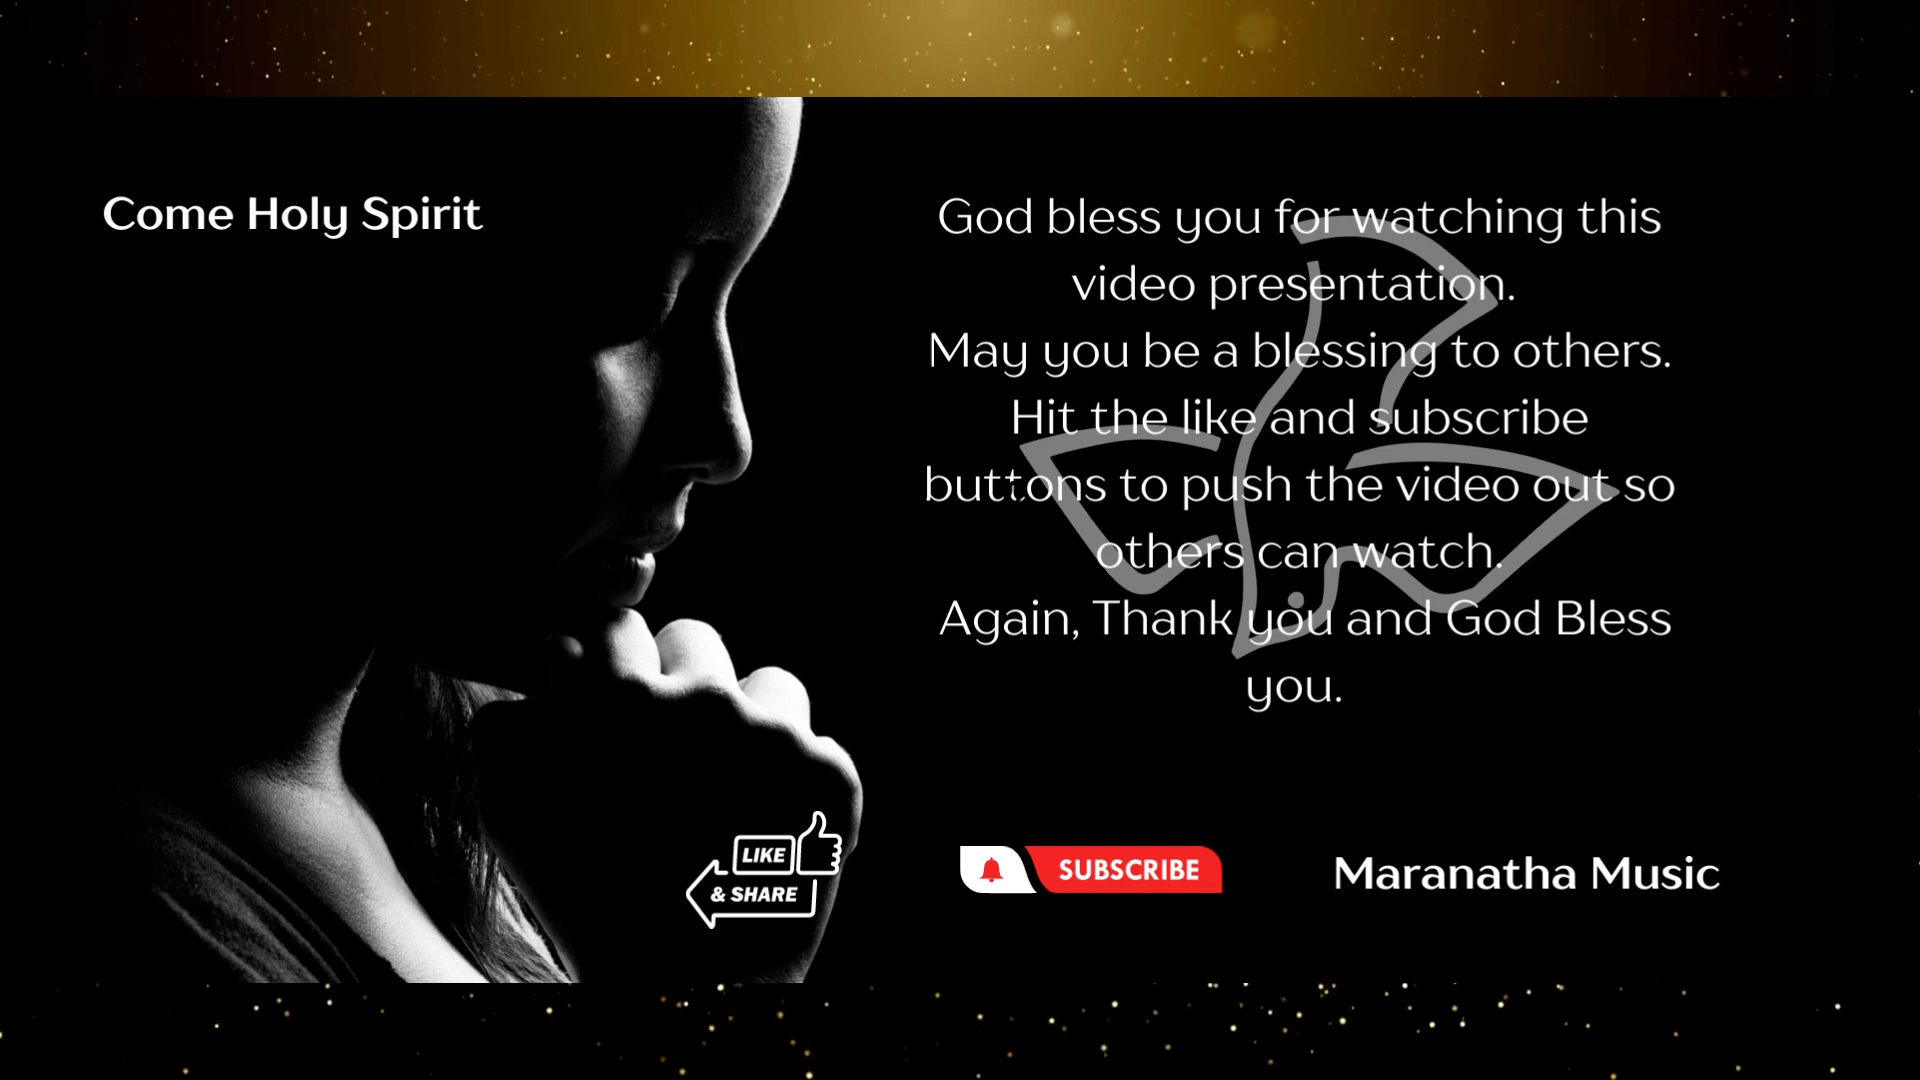 Come Holy Spirit
God bless you for watching this
video presentation.
May you be a blessing to others.
Hit the like and subscribe
buttons to push the video out so
others can watch.
Again, Thank you and God Bless
you.
LIKE
& SHARE
SUBSCRIBE
Maranatha Music